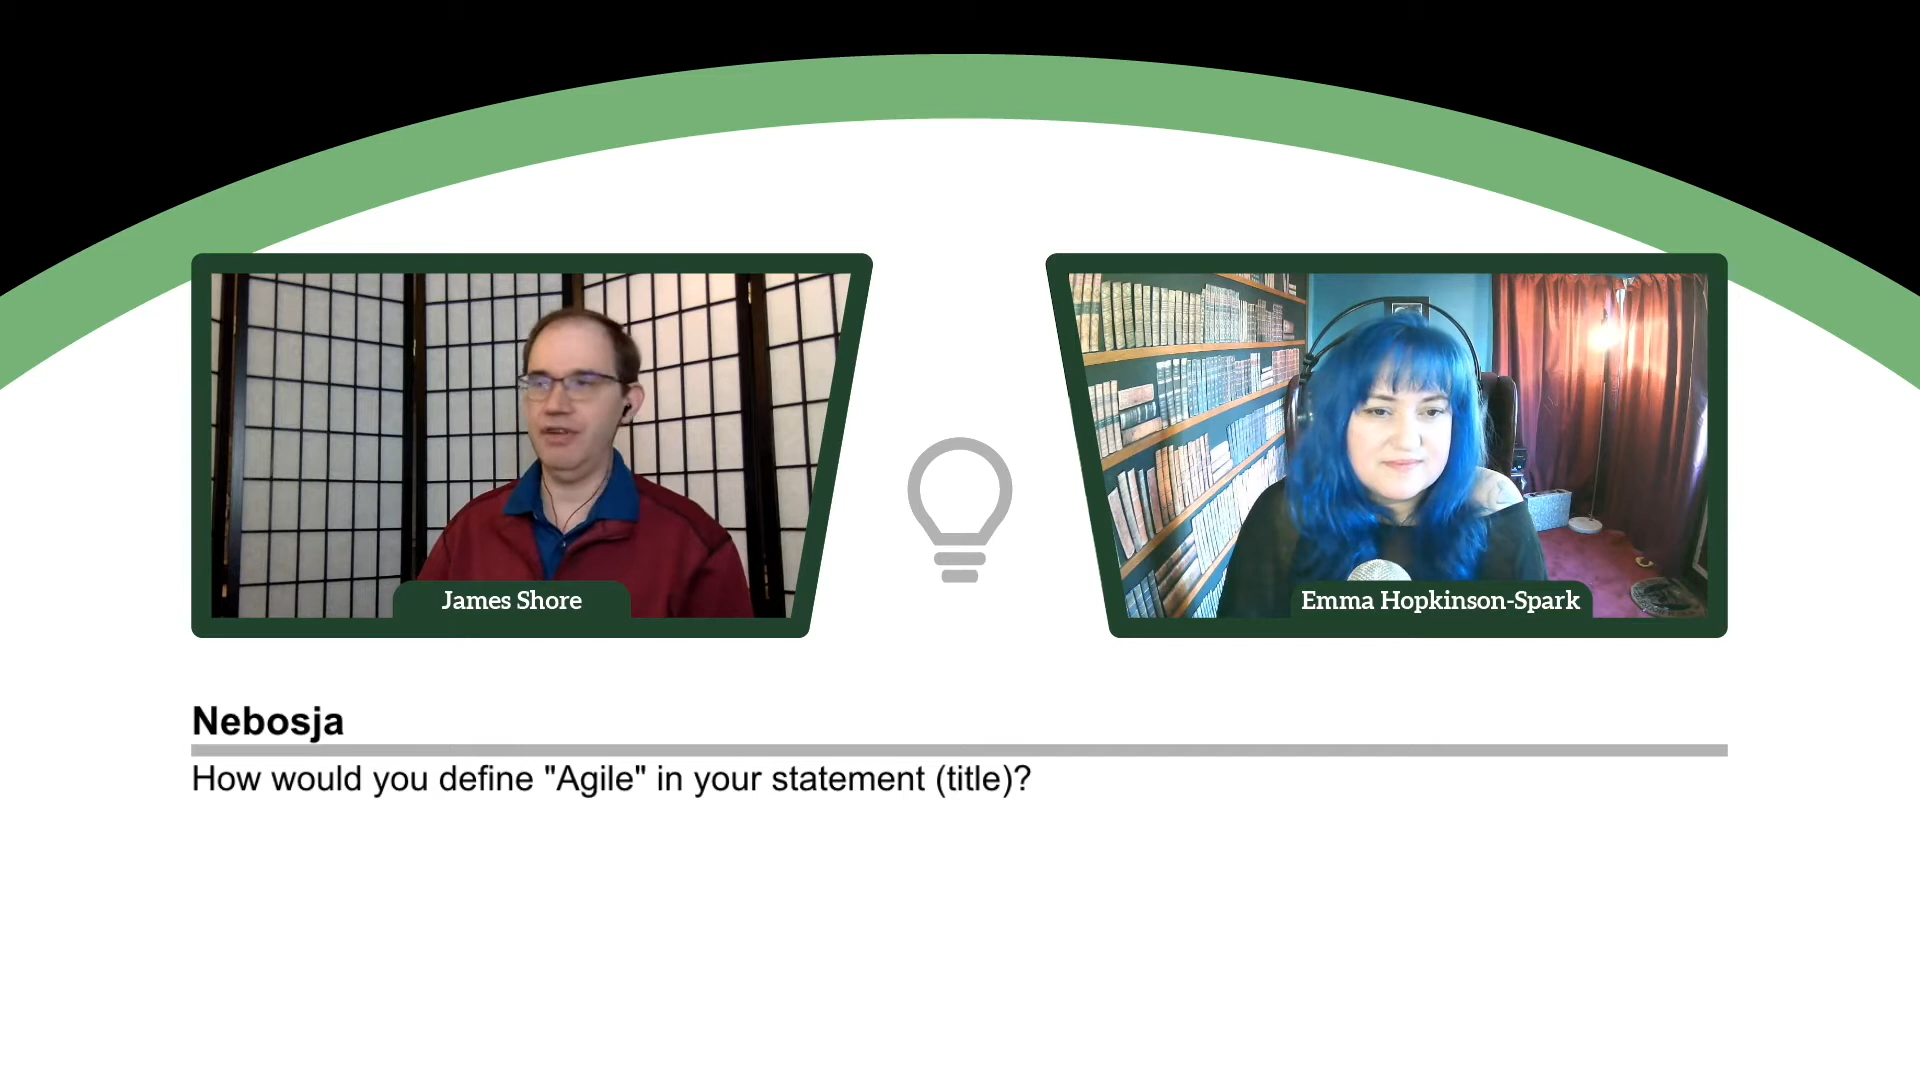 James Shore
Emma Hopkinson-Spark
Nebosja
How would you define "Agile" in your statement (title)?